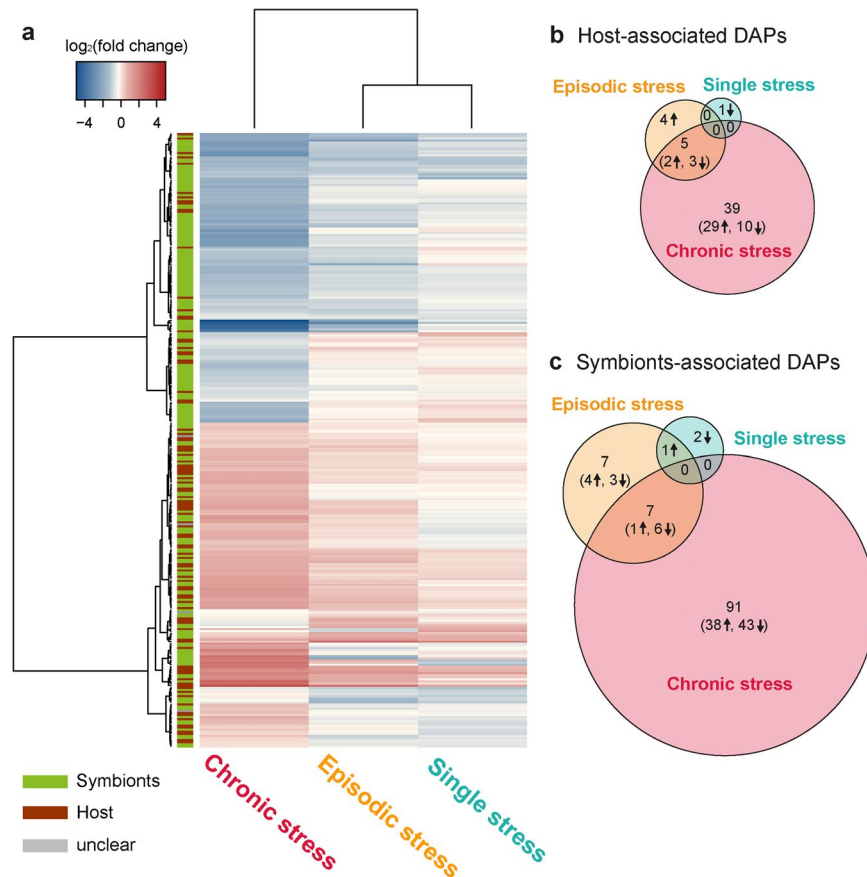 a
log₂(fold change)
−4 0 4
Symbionts
Host
unclear
Chronic stress
Episodic stress
Single stress
b Host-associated DAPs
Episodic stress
Single stress
4↑
0
1↓
0
0
5
(2↑, 3↓)
39
(29↑, 10↓)
Chronic stress
c Symbionts-associated DAPs
Episodic stress
Single stress
7
(4↑, 3↓)
1↑
2↓
0
0
7
(1↑, 6↓)
91
(38↑, 43↓)
Chronic stress